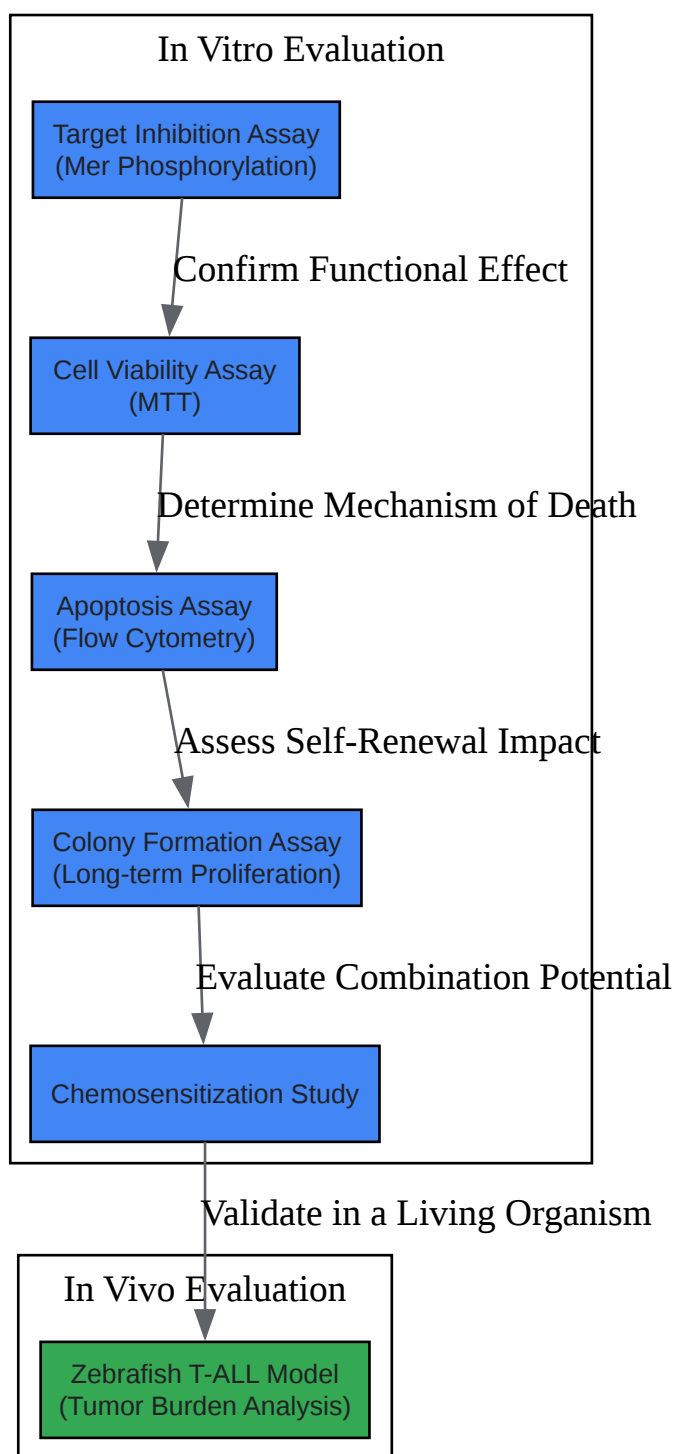 In Vitro Evaluation
Target Inhibition Assay
(Mer Phosphorylation)
Confirm Functional Effect
Cell Viability Assay
(MTT)
Determine Mechanism of Death
Apoptosis Assay
(Flow Cytometry)
Assess Self-Renewal Impact
Colony Formation Assay
(Long-term Proliferation)
Evaluate Combination Potential
Chemosensitization Study
Validate in a Living Organism
In Vivo Evaluation
Zebrafish T-ALL Model
(Tumor Burden Analysis)